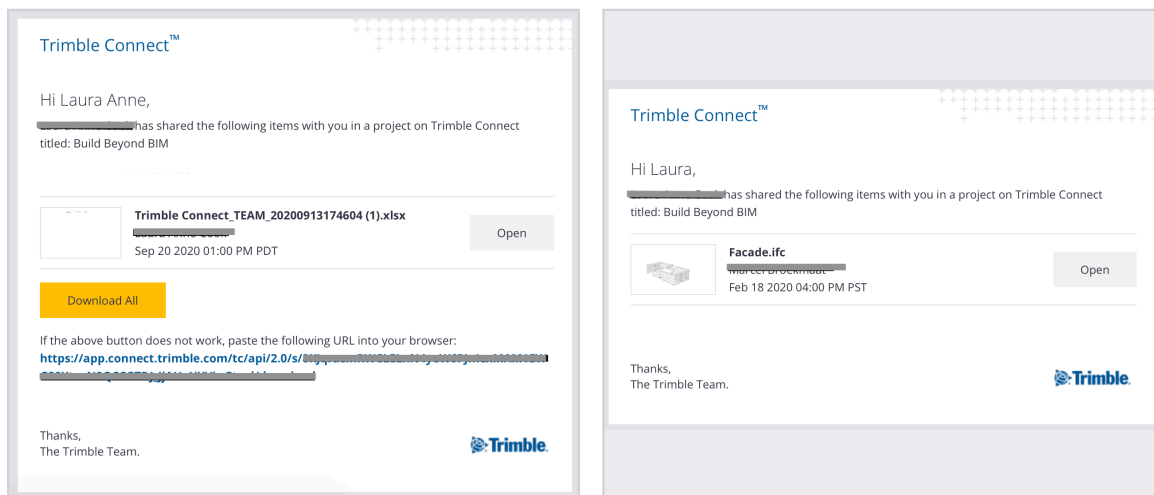 Trimble Connect™
Hi Laura Anne,
has shared the following items with you in a project on Trimble Connect
titled: Build Beyond BIM
Trimble Connect_TEAM_20200913174604 (1).xlsx
Sep 20 2020 01:00 PM PDT
Open
Download All
If the above button does not work, paste the following URL into your browser:
https://app.connect.trimble.com/tc/api/2.0/s/
Thanks,
The Trimble Team.
Trimble.
Trimble Connect™
Hi Laura,
has shared the following items with you in a project on Trimble Connect
titled: Build Beyond BIM
Facade.ifc
Feb 18 2020 04:00 PM PST
Open
Thanks,
The Trimble Team.
Trimble.